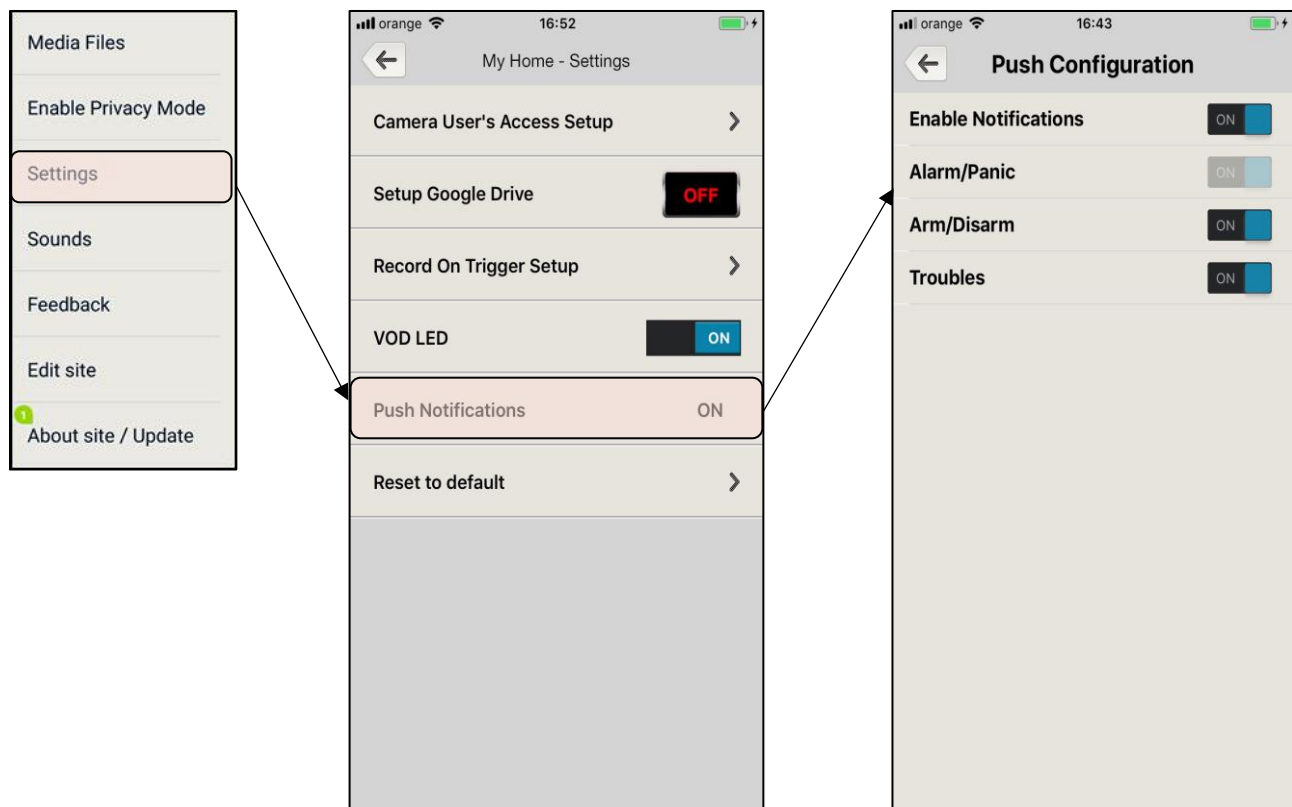 Media Files
Enable Privacy Mode
Settings
Sounds
Feedback
Edit site
1
About site / Update
orange 16:52
My Home - Settings
Camera User's Access Setup
Setup Google Drive OFF
Record On Trigger Setup
VOD LED ON
Push Notifications ON
Reset to default
orange 16:43
Push Configuration
Enable Notifications ON
Alarm/Panic ON
Arm/Disarm ON
Troubles ON